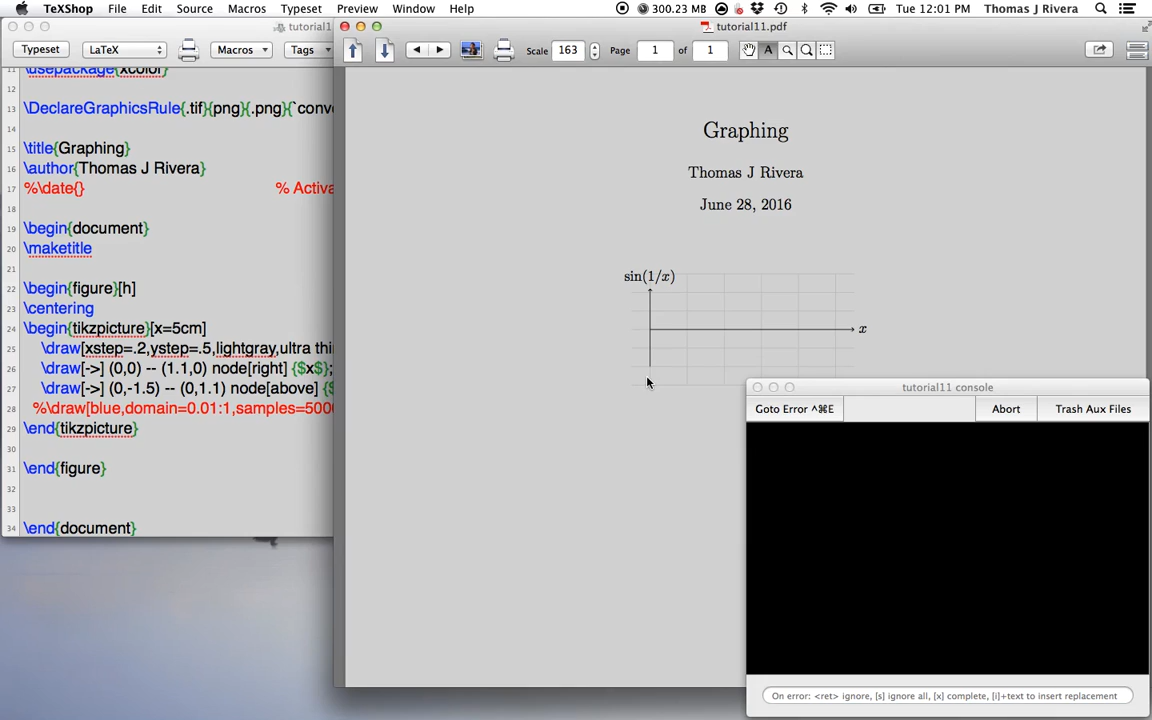 TeXShop File Edit Source Macros Typeset Preview Window Help 300.23 MB Tue 12:01 PM Thomas J Rivera
tutorial1
Typeset LaTeX Macros Tags
11 \usepackage{xcolor}
12
13 \DeclareGraphicsRule{.tif}{png}{.png}{`conve
14
15 \title{Graphing}
16 \author{Thomas J Rivera}
17 %\date{} % Activa
18
19 \begin{document}
20 \maketitle
21
22 \begin{figure}[h]
23 \centering
24 \begin{tikzpicture}[x=5cm]
25 \draw[xstep=.2,ystep=.5,lightgray,ultra thi
26 \draw[->] (0,0) -- (1.1,0) node[right] {$x$};
27 \draw[->] (0,-1.5) -- (0,1.1) node[above] {$
28 %\draw[blue,domain=0.01:1,samples=5000
29 \end{tikzpicture}
30
31 \end{figure}
32
33
34 \end{document}
tutorial11.pdf
Scale 163 Page 1 of 1 A
Graphing
Thomas J Rivera
June 28, 2016
sin(1/x)
x
tutorial11 console
Goto Error ^⌘E Abort Trash Aux Files
On error: <ret> ignore, [s] ignore all, [x] complete, [i]+text to insert replacement